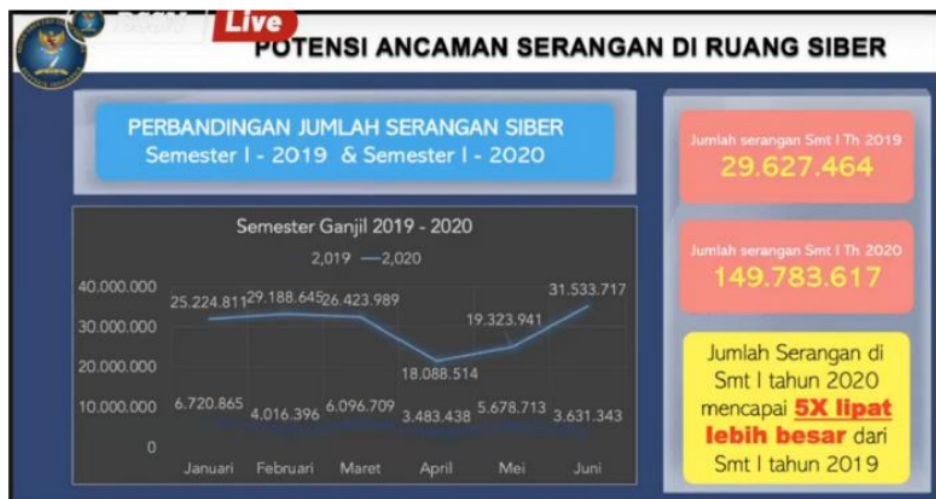 Live
POTENSI ANCAMAN SERANGAN DI RUANG SIBER
PERBANDINGAN JUMLAH SERANGAN SIBER
Semester I - 2019 & Semester I - 2020
Semester Ganjil 2019 - 2020
2,019 2,020
40.000.000
30.000.000
20.000.000
10.000.000
0
25.224.811 29.188.645 26.423.989 18.088.514 19.323.941 31.533.717
6.720.865 4.016.396 6.096.709 3.483.438 5.678.713 3.631.343
Januari Februari Maret April Mei Juni
Jumlah serangan Smt I Th 2019
29.627.464
Jumlah serangan Smt I Th 2020
149.783.617
Jumlah Serangan di
Smt I tahun 2020
mencapai 5X lipat
lebih besar dari
Smt I tahun 2019